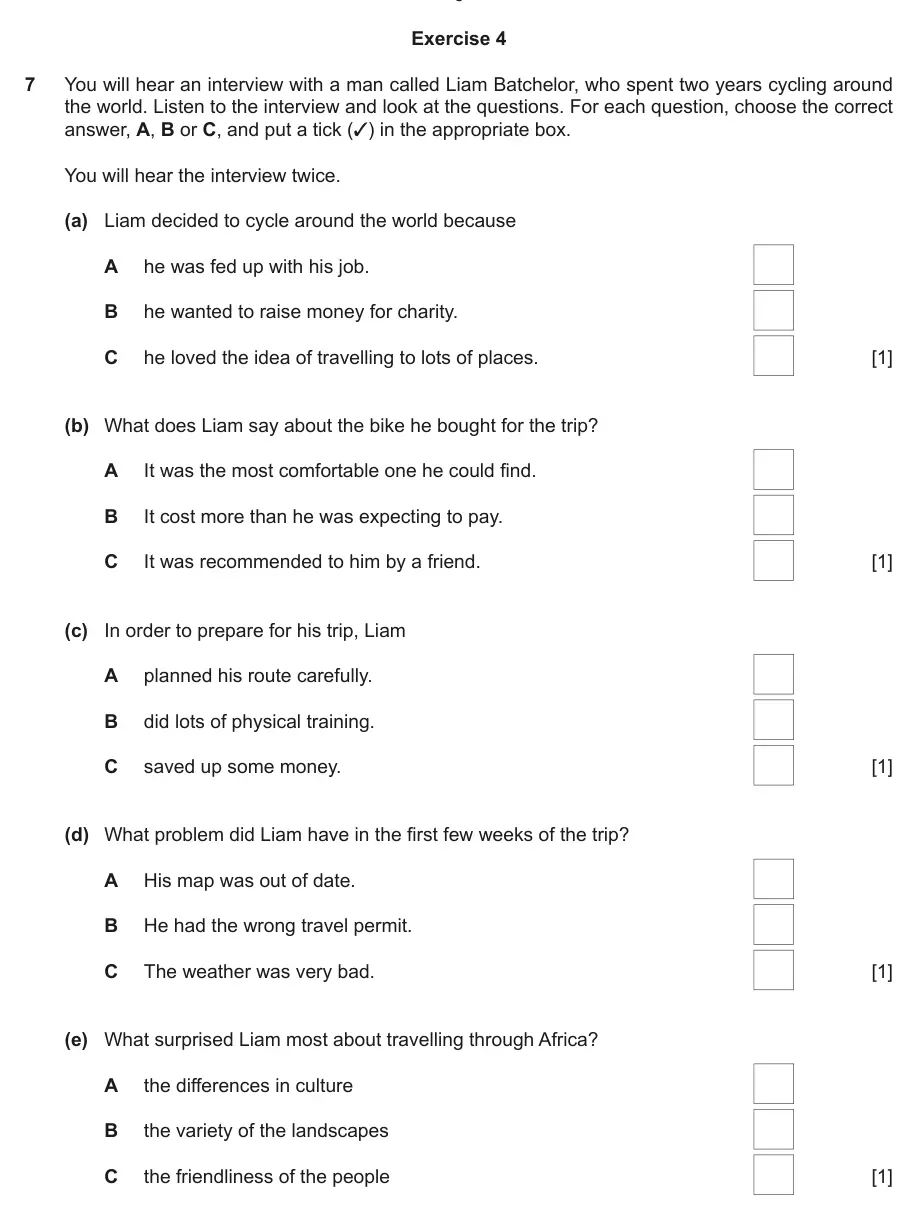 Exercise 4
7 You will hear an interview with a man called Liam Batchelor, who spent two years cycling around
the world. Listen to the interview and look at the questions. For each question, choose the correct
answer, A, B or C, and put a tick (✓) in the appropriate box.
You will hear the interview twice.
(a) Liam decided to cycle around the world because
A he was fed up with his job.
B he wanted to raise money for charity.
C he loved the idea of travelling to lots of places. [1]
(b) What does Liam say about the bike he bought for the trip?
A It was the most comfortable one he could find.
B It cost more than he was expecting to pay.
C It was recommended to him by a friend. [1]
(c) In order to prepare for his trip, Liam
A planned his route carefully.
B did lots of physical training.
C saved up some money. [1]
(d) What problem did Liam have in the first few weeks of the trip?
A His map was out of date.
B He had the wrong travel permit.
C The weather was very bad. [1]
(e) What surprised Liam most about travelling through Africa?
A the differences in culture
B the variety of the landscapes
C the friendliness of the people [1]